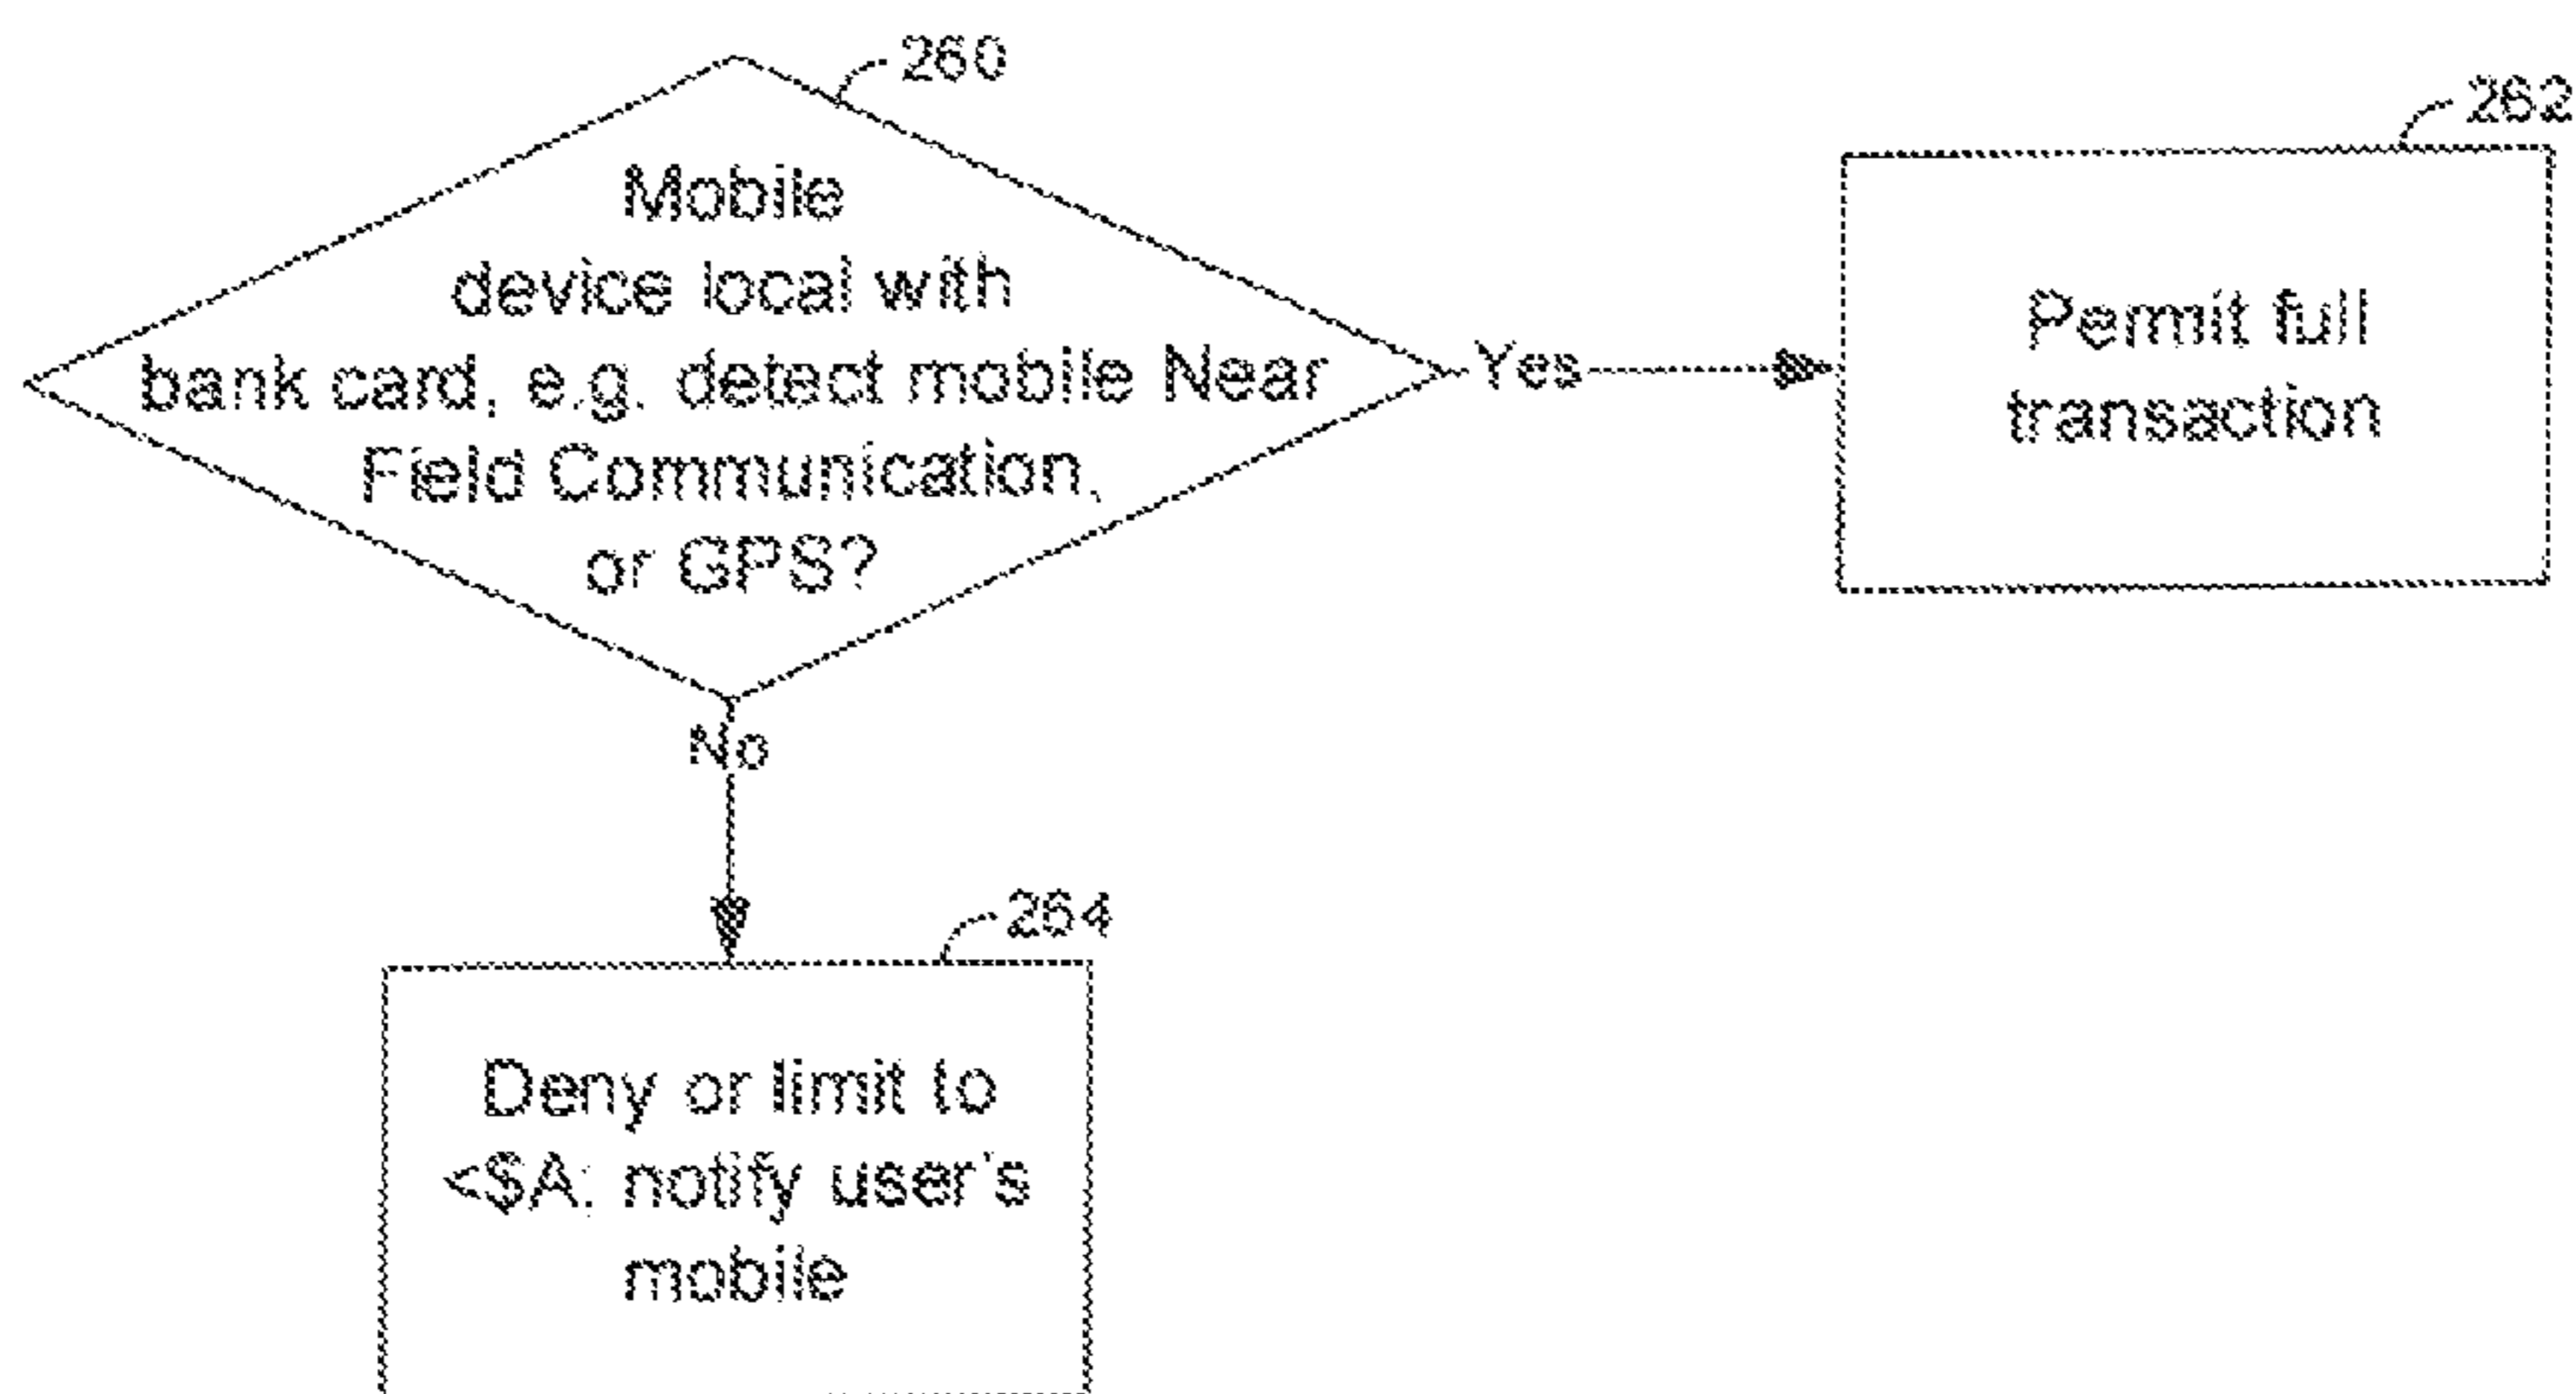 260
Mobile
device local with
bank card, e.g. detect mobile Near
Field Communication,
or GPS?
Yes
262
Permit full
transaction
No
264
Deny or limit to
<$A; notify user's
mobile